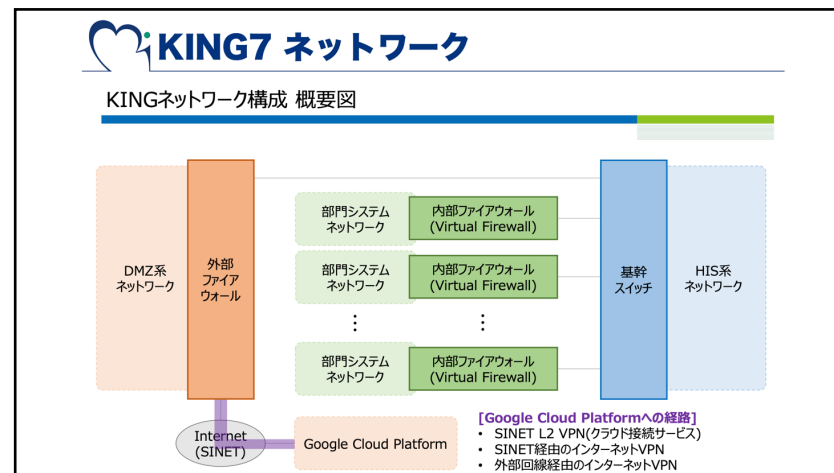 KING7 ネットワーク
KINGネットワーク構成 概要図
DMZ系
ネットワーク
外部
ファイア
ウォール
部門システム
ネットワーク
内部ファイアウォール
(Virtual Firewall)
部門システム
ネットワーク
内部ファイアウォール
(Virtual Firewall)
⋮
⋮
部門システム
ネットワーク
内部ファイアウォール
(Virtual Firewall)
基幹
スイッチ
HIS系
ネットワーク
Internet
(SINET)
Google Cloud Platform
[Google Cloud Platformへの経路]
• SINET L2 VPN(クラウド接続サービス)
• SINET経由のインターネットVPN
• 外部回線経由のインターネットVPN